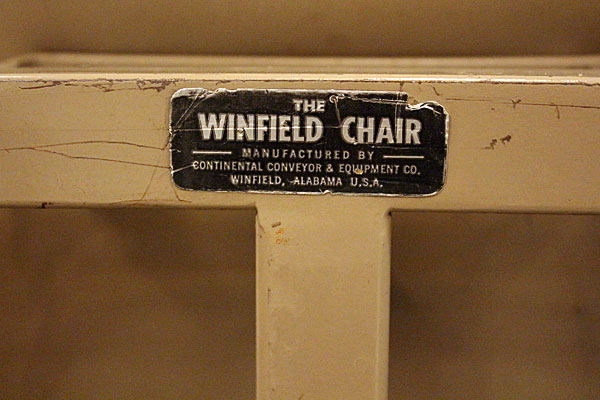 THE
WINFIELD CHAIR
MANUFACTURED BY
CONTINENTAL CONVEYOR & EQUIPMENT CO.
WINFIELD, ALABAMA U.S.A.